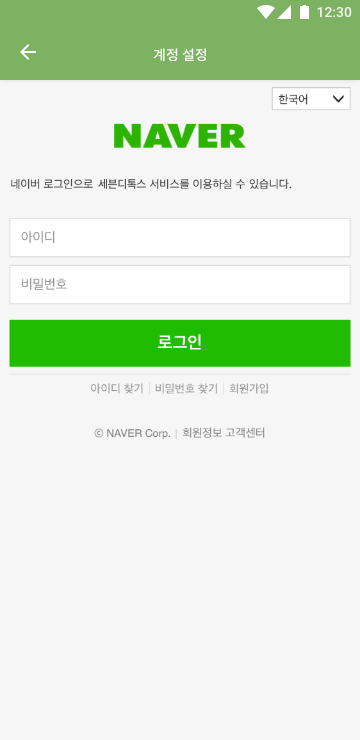 12:30
계정 설정
한국어
NAVER
네이버 로그인으로 세븐디톡스 서비스를 이용하실 수 있습니다.
아이디
비밀번호
로그인
아이디 찾기 | 비밀번호 찾기 | 회원가입
ⓒ NAVER Corp. | 회원정보 고객센터